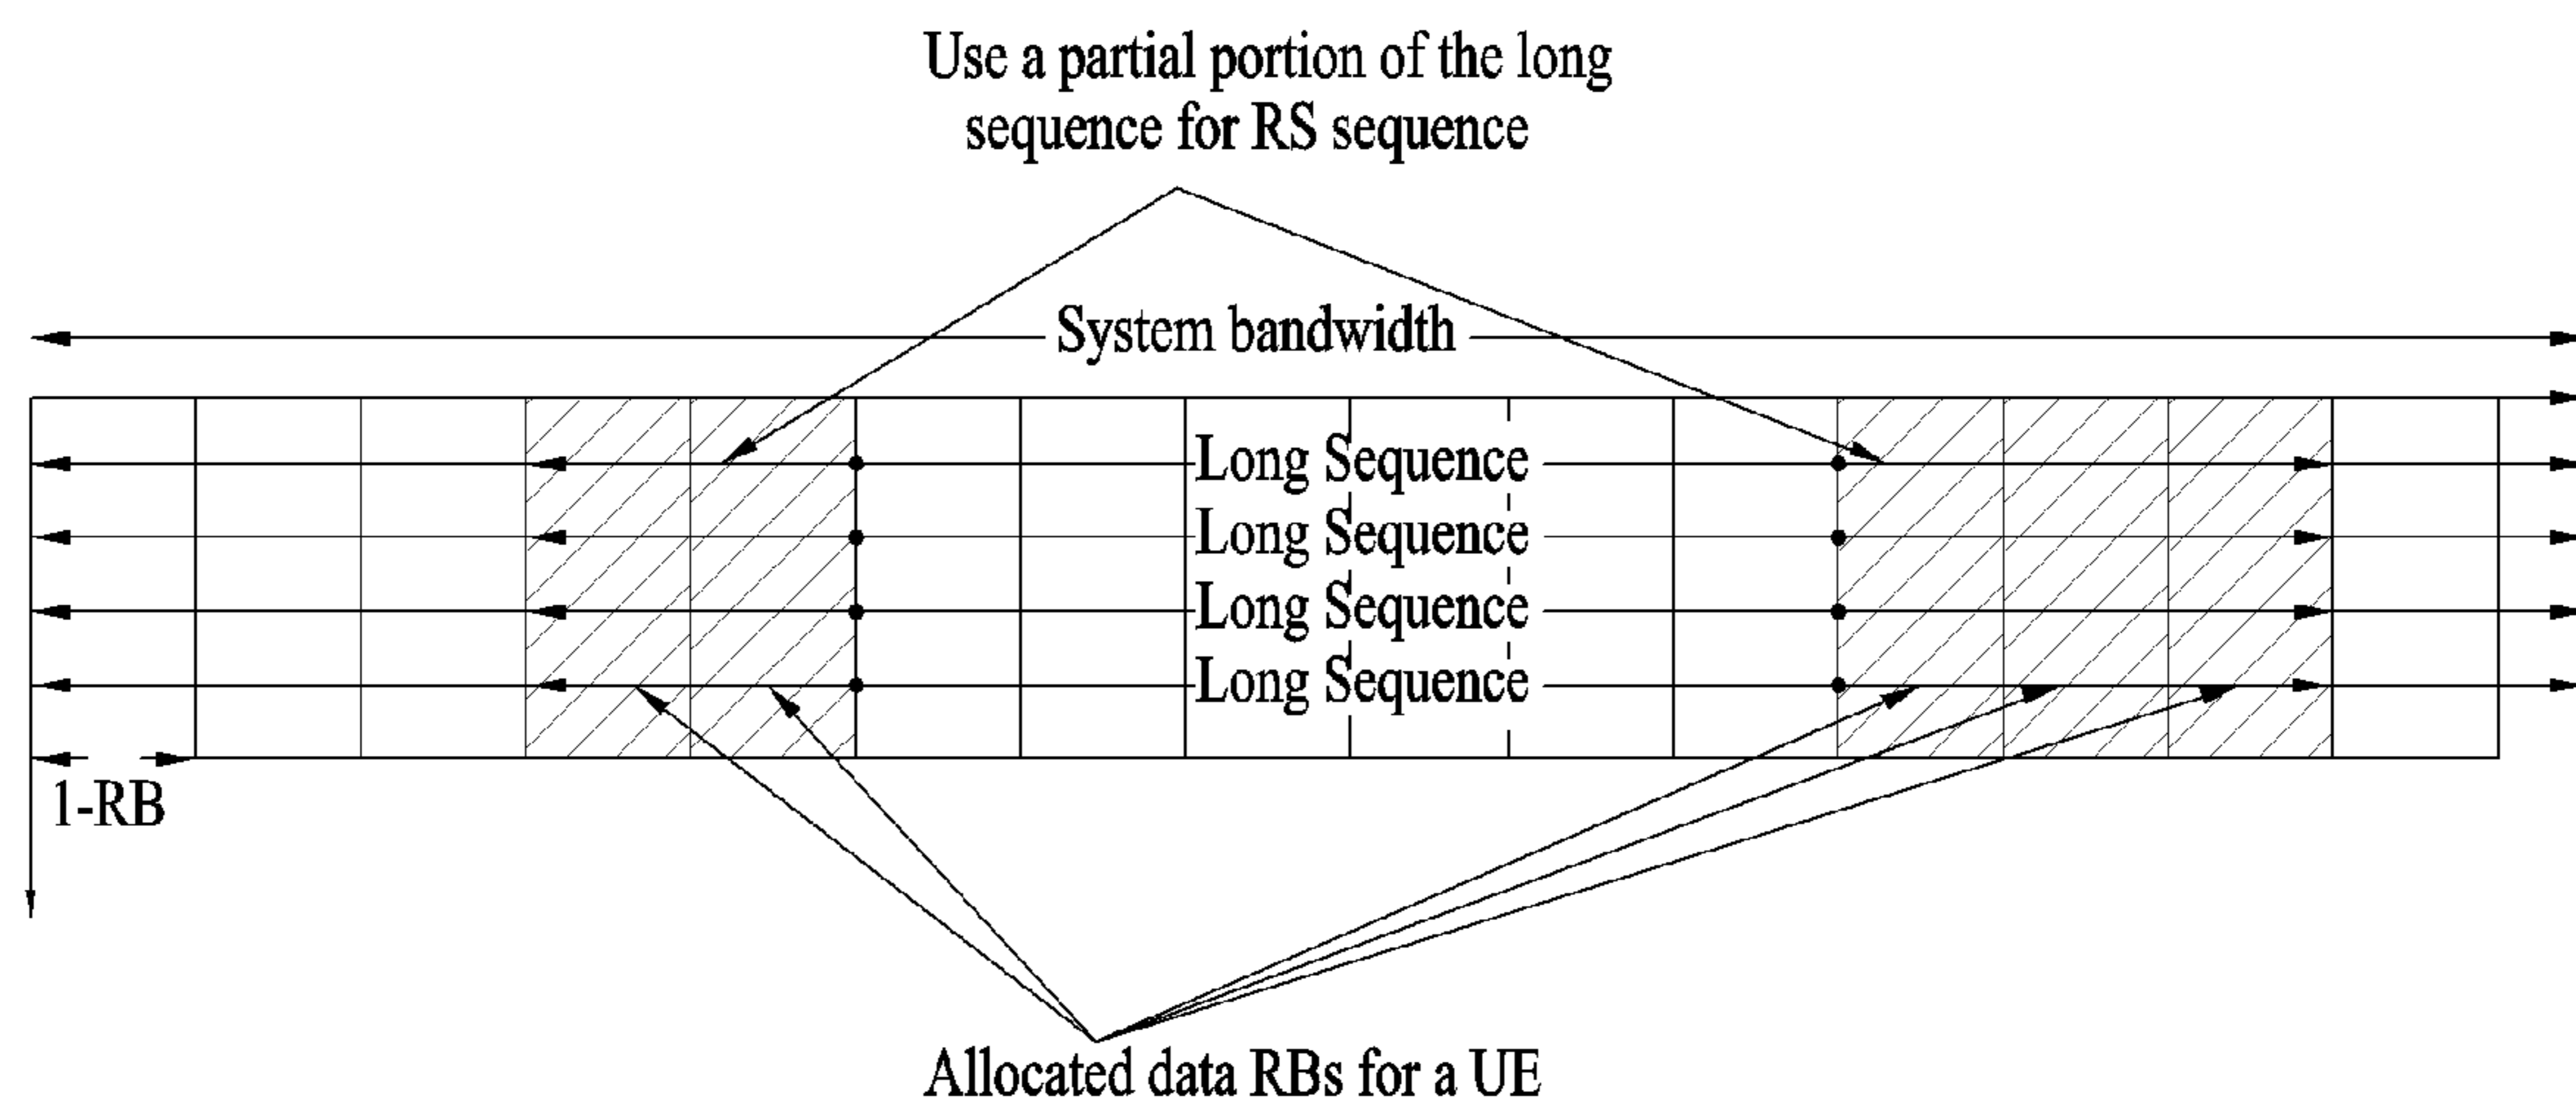 Use a partial portion of the long
sequence for RS sequence
System bandwidth
Long Sequence
Long Sequence
Long Sequence
Long Sequence
1-RB
Allocated data RBs for a UE